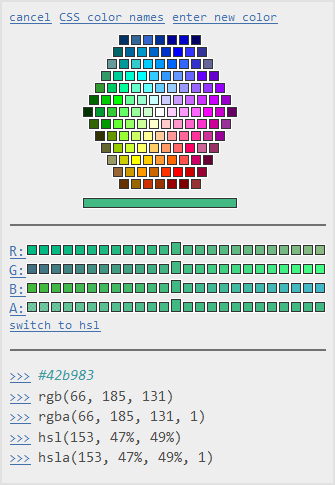 cancel CSS color names enter new color
R:
G:
B:
A:
switch to hsl
>>> #42b983
>>> rgb(66, 185, 131)
>>> rgba(66, 185, 131, 1)
>>> hsl(153, 47%, 49%)
>>> hsla(153, 47%, 49%, 1)